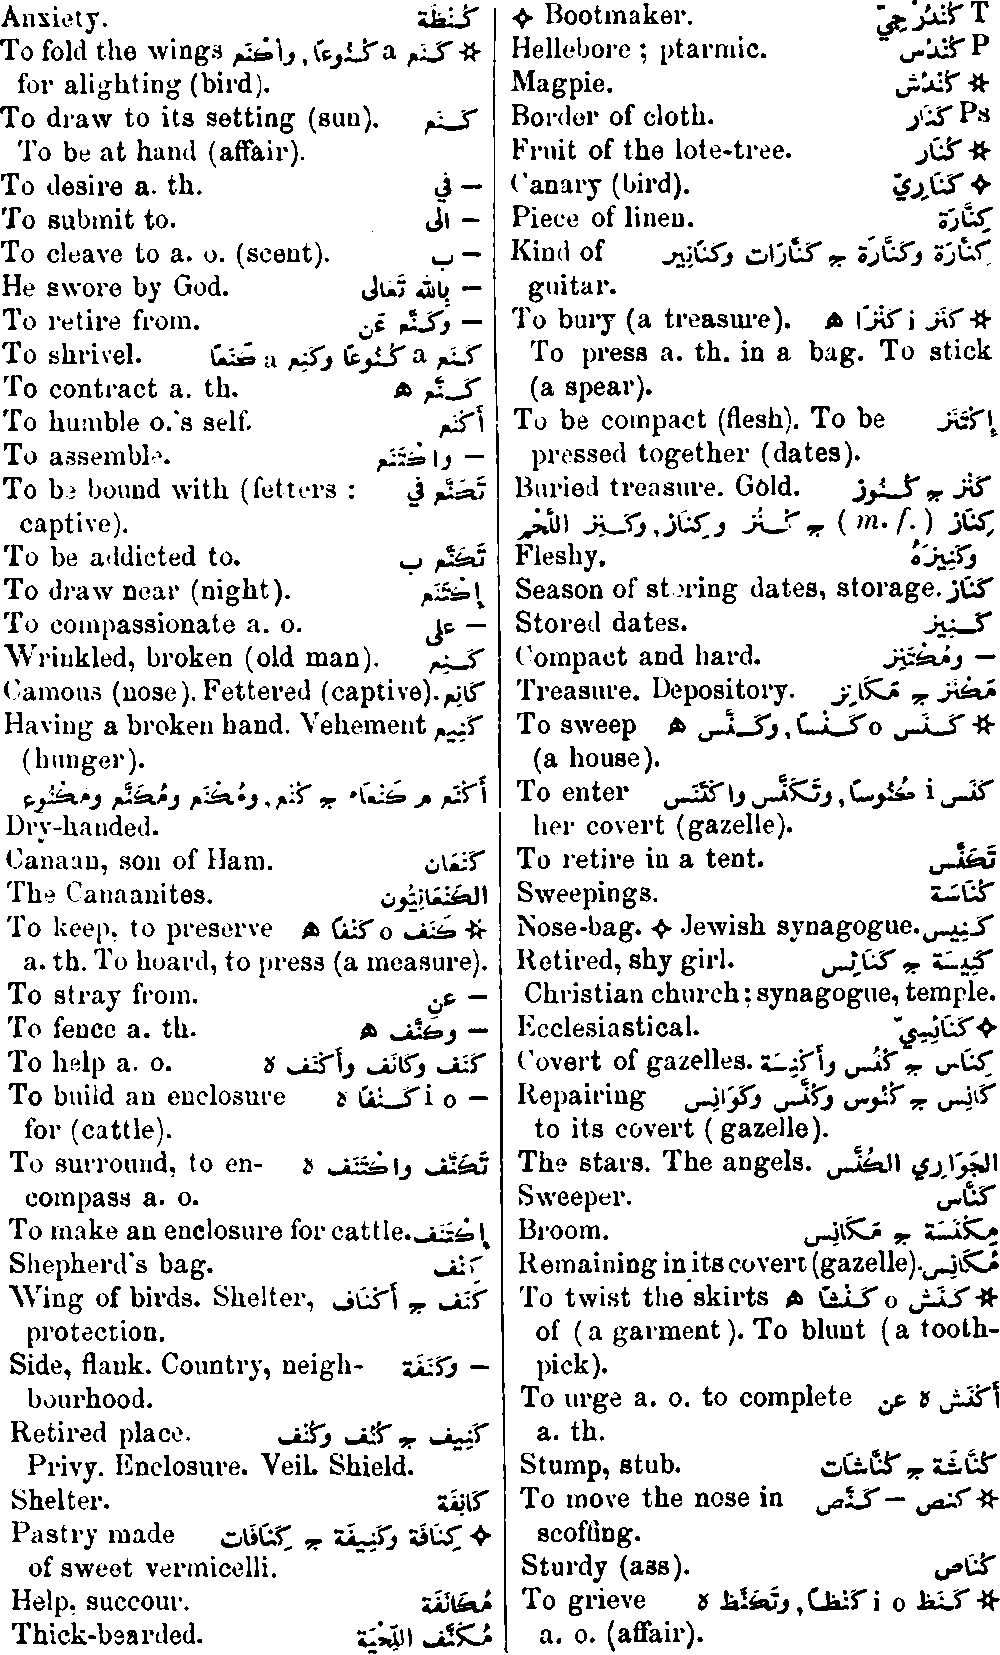 ✧ Bootmaker. كُنْدُرْجِيّ T
Hellebore ; ptarmic. كُنْدُس P
Magpie. كُنْدُش ✲
Border of cloth. كَنَار Ps
Fruit of the lote-tree. كُنَار ✲
Canary (bird). كَنَارِيّ ✧
Piece of linen. كِنَّارَة
Kind of كِنَّارَة وكَنَّارَة ج كَنَّارَات وكَنَانِير
guitar.
To bury (a treasure). كَنَز i كَنْزًا ه ✲
To press a. th. in a bag. To stick
(a spear).
To be compact (flesh). To be إِكْتَنَز
pressed together (dates).
Buried treasure. Gold. كَنْز ج كُنُوز
كِنَاز (m. f.) ج كُنُز وكِنَاز, وكَنِيز اللَّحْم
Fleshy. وكَنِيزَهُ
Season of storing dates, storage. كَنَاز
Stored dates. كَنِيز
Compact and hard. – ومُكْتَنِز
Treasure. Depository. مَكْنَز ج مَكَانِز
To sweep كَنَس o كَنْسًا, وكَنَّس ه ✲
(a house).
To enter كَنَس i كُنُوسًا, وتَكَنَّس واكْتَنَس
her covert (gazelle).
To retire in a tent. تَكَنَّس
Sweepings. كُنَاسَة
Nose-bag. ✧ Jewish synagogue. كَنِيس
Retired, shy girl. كَنِيسَة ج كَنَائِس
Christian church; synagogue, temple.
Ecclesiastical. كَنَائِسِيّ ✧
Covert of gazelles. كِنَاس ج كُنُس وأَكْنِسَة
Repairing كَانِس ج كُنُوس وكُنَّس وكَوَانِس
to its covert (gazelle).
The stars. The angels. الجَوَارِي الكُنَّس
Sweeper. كَنَّاس
Broom. مِكْنَسَة ج مَكَانِس
Remaining in its covert (gazelle). مُكَانِس
To twist the skirts كَنَش o كَنْشًا ه ✲
of (a garment). To blunt (a tooth-
pick).
To urge a. o. to complete أَكْنَش ه عن
a. th.
Stump, stub. كُنَّاشَة ج كُنَّاشَات
To move the nose in كنص – كَنَّص ✲
scoffing.
Sturdy (ass). كُنَاص
To grieve كَنَظ i o كَنْظًا, وتَكَنَّظ ه ✲
a. o. (affair).
Anxiety. كُنْظَة
To fold the wings كَنَع a كُنُوعًا, واكْتَنَع ✲
for alighting (bird).
To draw to its setting (sun). كَنَع
To be at hand (affair).
To desire a. th. – في
To submit to. – الى
To cleave to a. o. (scent). – ب
He swore by God. – بِاللهِ تَعَالى
To retire from. – وكَنَّع عَن
To shrivel. كَنَع a كُنُوعًا وكَنِع a كَنَعًا
To contract a. th. كَنَّع ه
To humble o.'s self. أَكْنَع
To assemble. – واكْتَنَع
To be bound with (fetters : تَكَنَّع في
captive).
To be addicted to. تَكَنَّع ب
To draw near (night). إِكْتَنَع
To compassionate a. o. – على
Wrinkled, broken (old man). كَنِع
Camous (nose). Fettered (captive). كَانِع
Having a broken hand. Vehement كَنِيع
(hunger).
أَكْنَع م كَنْعَاء ج كُنْع, ومُكْنَع ومُكَنَّع ومَكْنُوع
Dry-handed.
Canaan, son of Ham. كَنْعَان
The Canaanites. الكَنْعَانِيُّون
To keep, to preserve كَنَف o كَنْفًا ه ✲
a. th. To hoard, to press (a measure).
To stray from. – عن
To fence a. th. – وكَنَّف ه
To help a. o. كَنَف وكَانَف وأَكْنَف ه
To build an enclosure – i o كَنْفًا ه
for (cattle).
To surround, to en- تَكَنَّف واكْتَنَف ه
compass a. o.
To make an enclosure for cattle. إِكْتَنَف
Shepherd's bag. كِنْف
Wing of birds. Shelter, كَنَف ج أَكْنَاف
protection.
Side, flank. Country, neigh- – وكَنَفَة
bourhood.
Retired place. كَنِيف ج كُنُف وكُنْف
Privy. Enclosure. Veil. Shield.
Shelter. كَانِفَة
Pastry made كِنَافَة وكَنِيفَة ج كِنَافَات ✧
of sweet vermicelli.
Help, succour. مُكَانَفَة
Thick-bearded. مُكَنَّف اللِّحْيَة